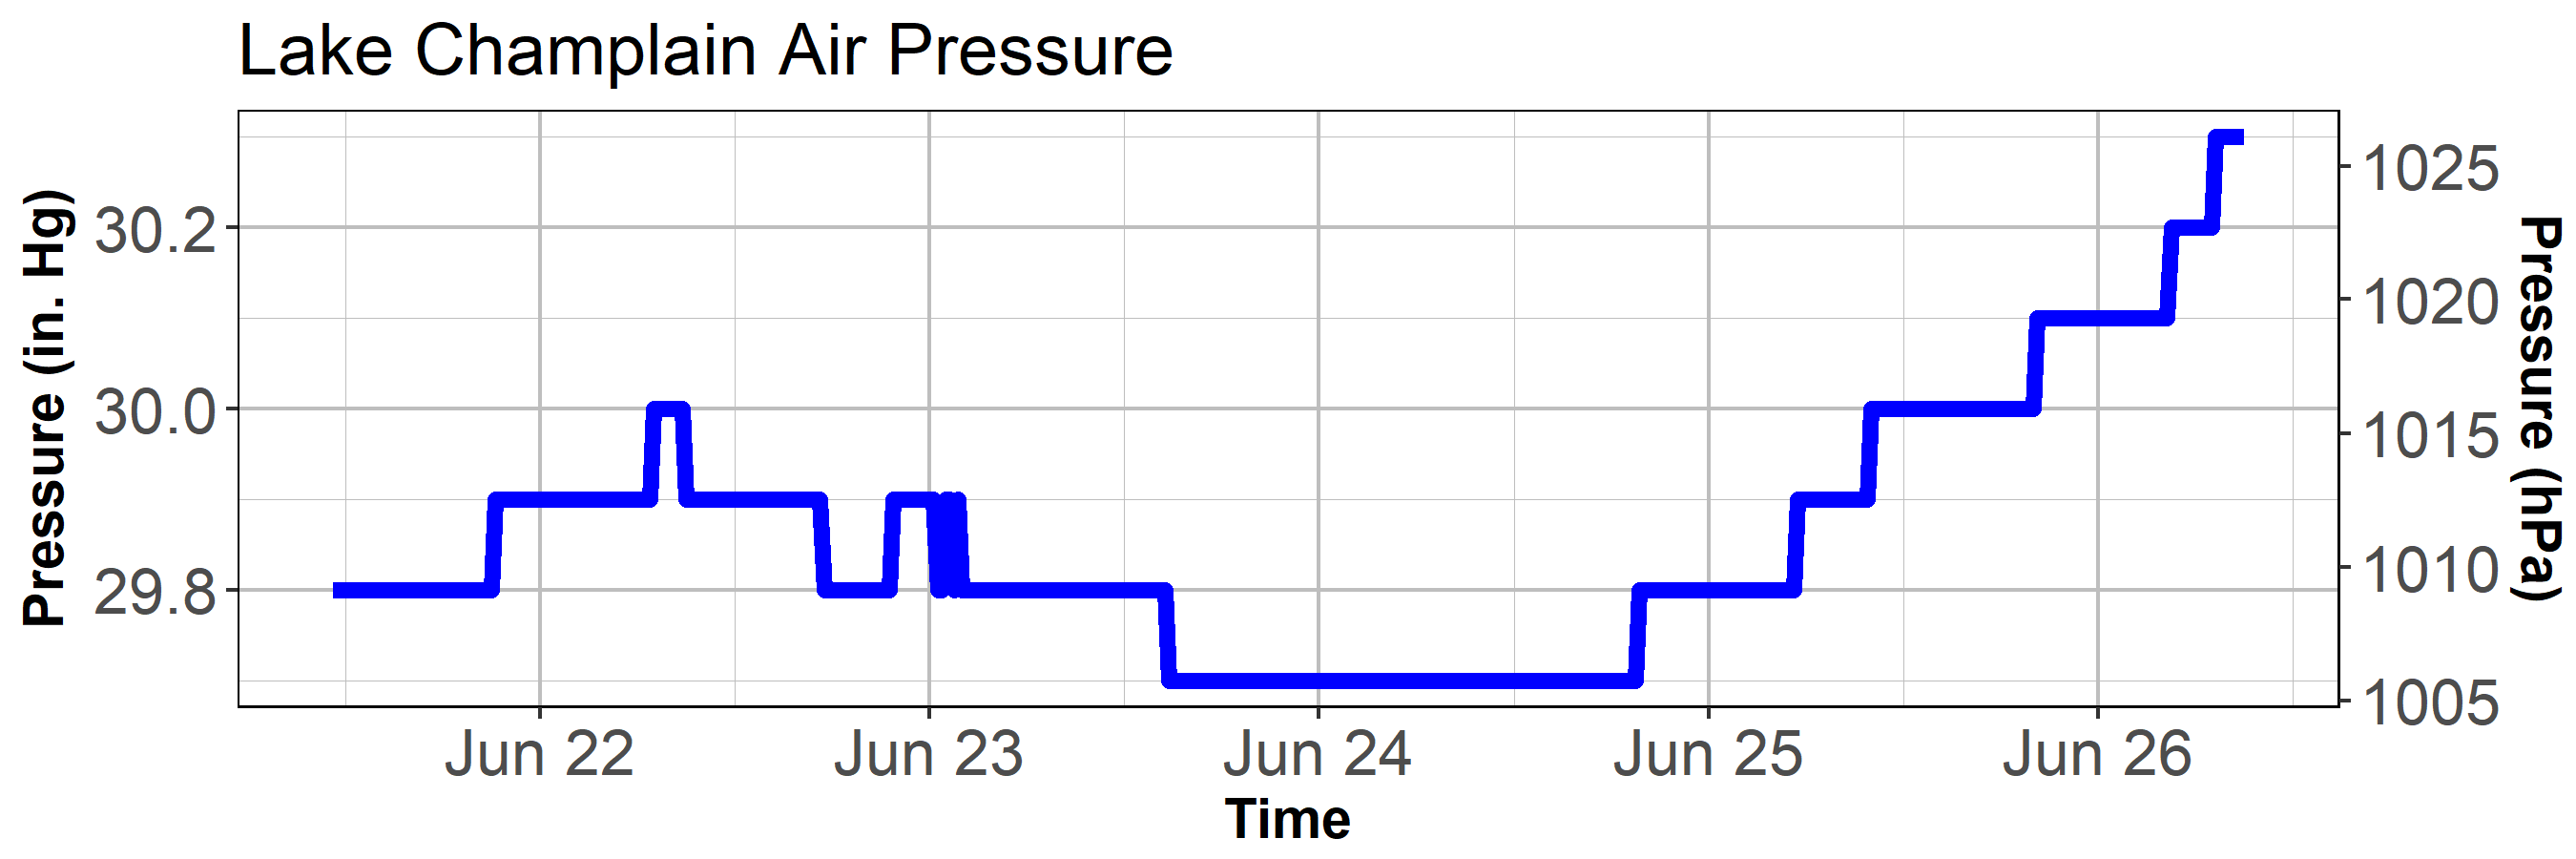 Lake Champlain Air Pressure
Pressure (in. Hg)
30.2
30.0
29.8
1025
1020
1015
1010
1005
Pressure (hPa)
Jun 22
Jun 23
Jun 24
Jun 25
Jun 26
Time